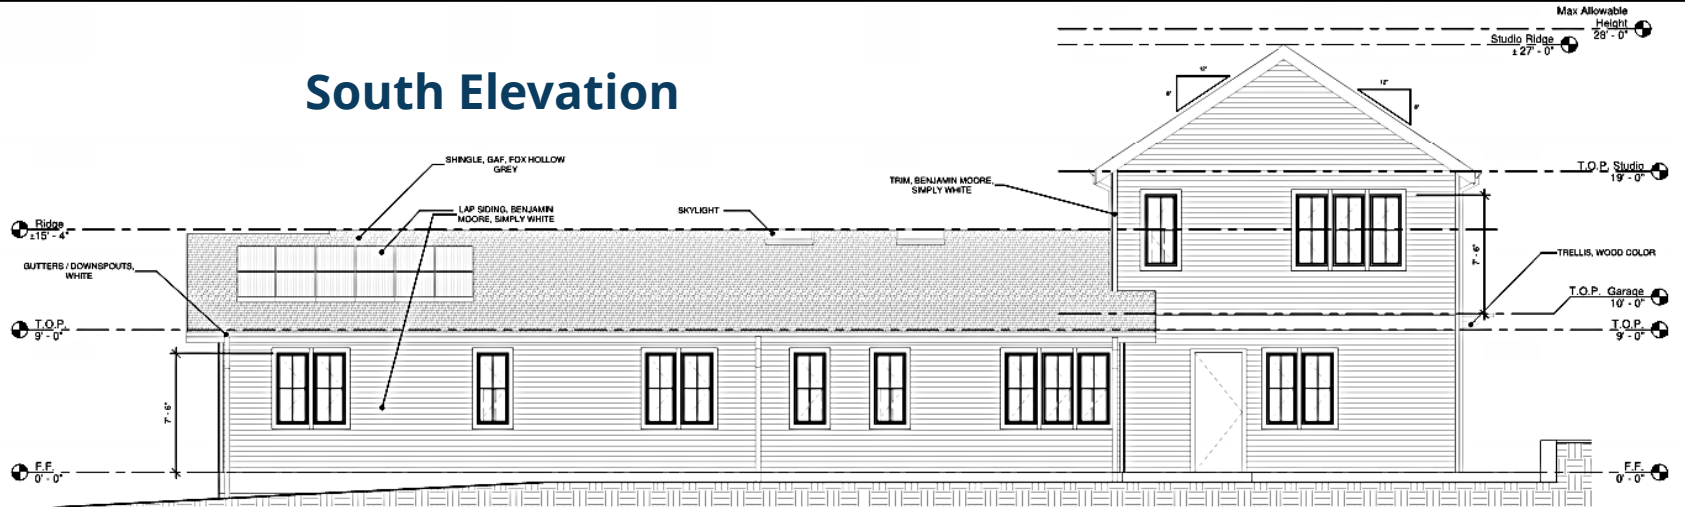 Max Allowable
Height
28' - 0"
Studio Ridge
± 27' - 0"
South Elevation
12"
12"
SHINGLE, GAF, FOX HOLLOW
GREY
T.O.P. Studio
19' - 0"
TRIM, BENJAMIN MOORE,
SIMPLY WHITE
LAP SIDING, BENJAMIN
MOORE, SIMPLY WHITE
SKYLIGHT
Ridge
±15' - 4"
GUTTERS / DOWNSPOUTS,
WHITE
7' - 6"
TRELLIS, WOOD COLOR
T.O.P. Garage
10' - 0"
T.O.P.
9' - 0"
T.O.P.
9' - 0"
7' - 6"
F.F.
0' - 0"
F.F.
0' - 0"